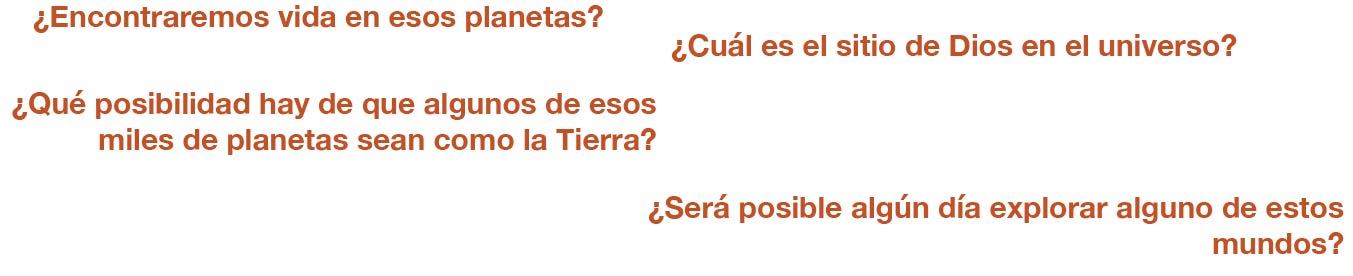 ¿Encontraremos vida en esos planetas?
¿Cuál es el sitio de Dios en el universo?
¿Qué posibilidad hay de que algunos de esos
miles de planetas sean como la Tierra?
¿Será posible algún día explorar alguno de estos
mundos?